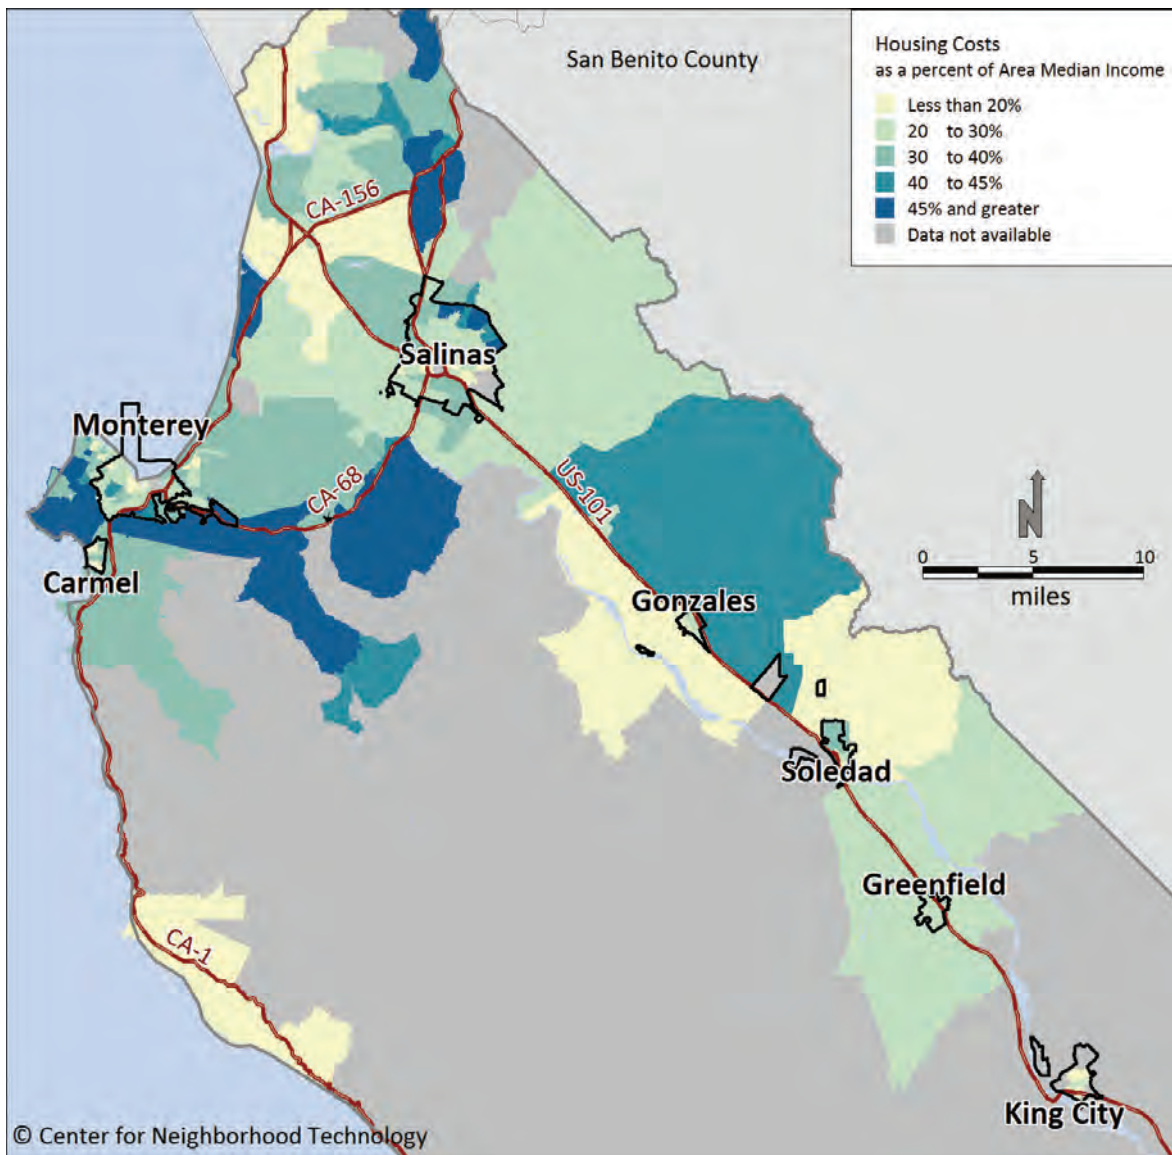 San Benito County
Housing Costs
as a percent of Area Median Income
Less than 20%
20 to 30%
30 to 40%
40 to 45%
45% and greater
Data not available
CA-156
Salinas
Monterey
CA-68
US-101
N
0 5 10
miles
Carmel
Gonzales
Soledad
Greenfield
CA-1
King City
© Center for Neighborhood Technology